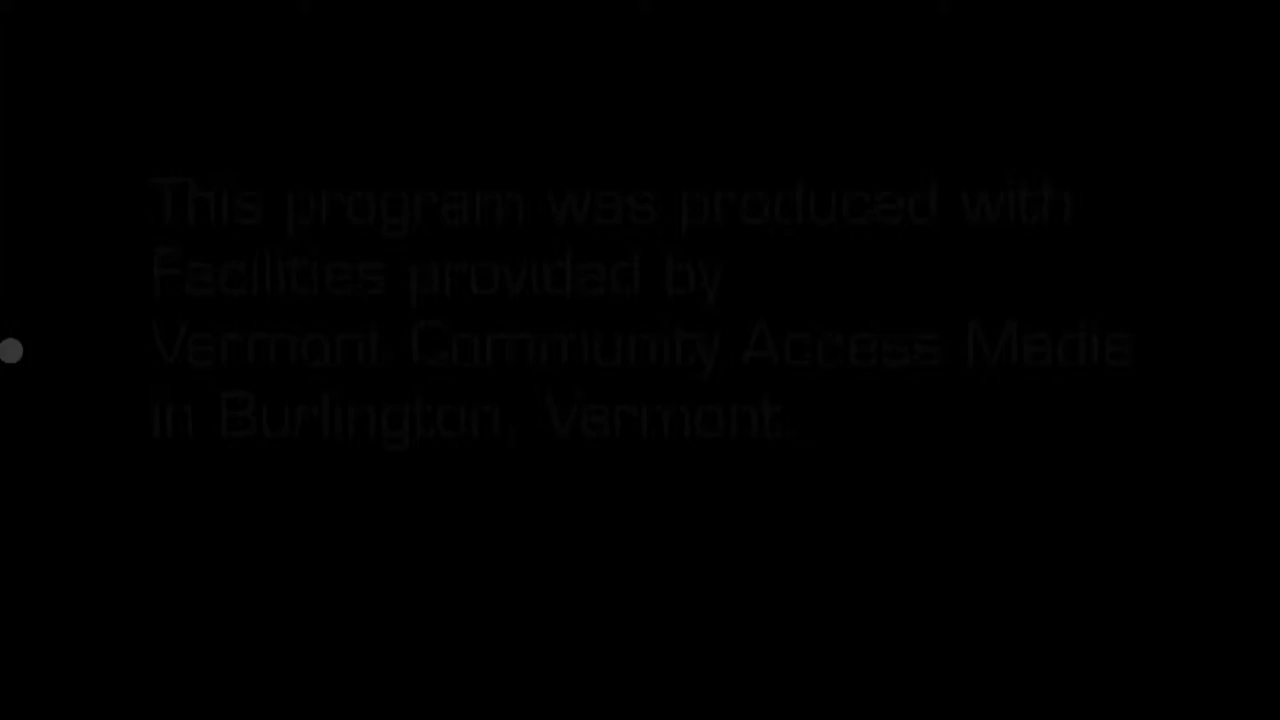 This program was produced with
Facilities provided by
Vermont Community Access Media
in Burlington, Vermont.